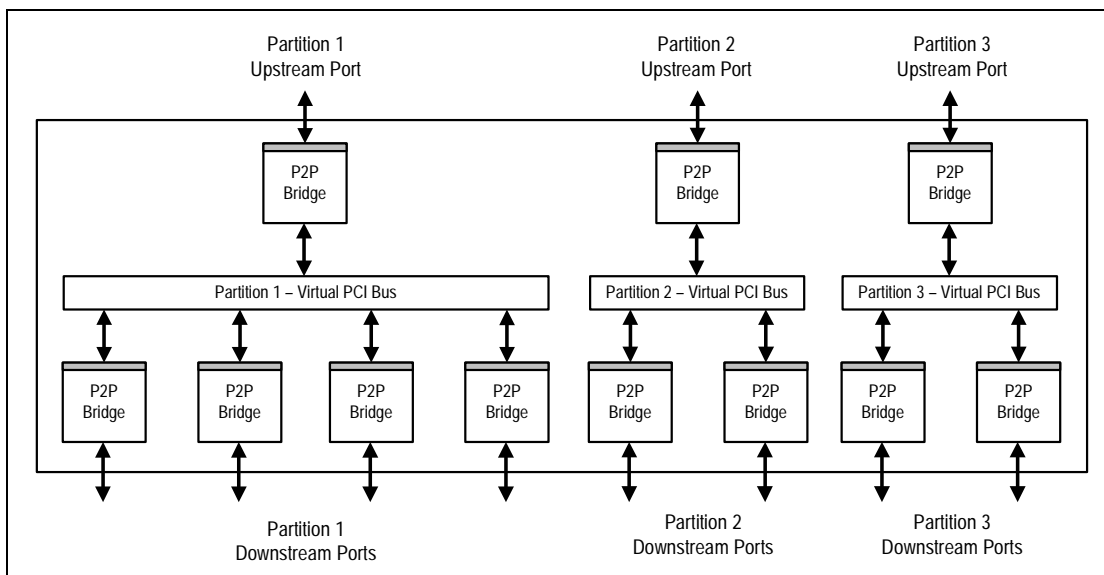 Partition 1
Upstream Port
Partition 2
Upstream Port
Partition 3
Upstream Port
P2P
Bridge
P2P
Bridge
P2P
Bridge
Partition 1 – Virtual PCI Bus
Partition 2 – Virtual PCI Bus
Partition 3 – Virtual PCI Bus
P2P
Bridge
P2P
Bridge
P2P
Bridge
P2P
Bridge
P2P
Bridge
P2P
Bridge
P2P
Bridge
P2P
Bridge
Partition 1
Downstream Ports
Partition 2
Downstream Ports
Partition 3
Downstream Ports